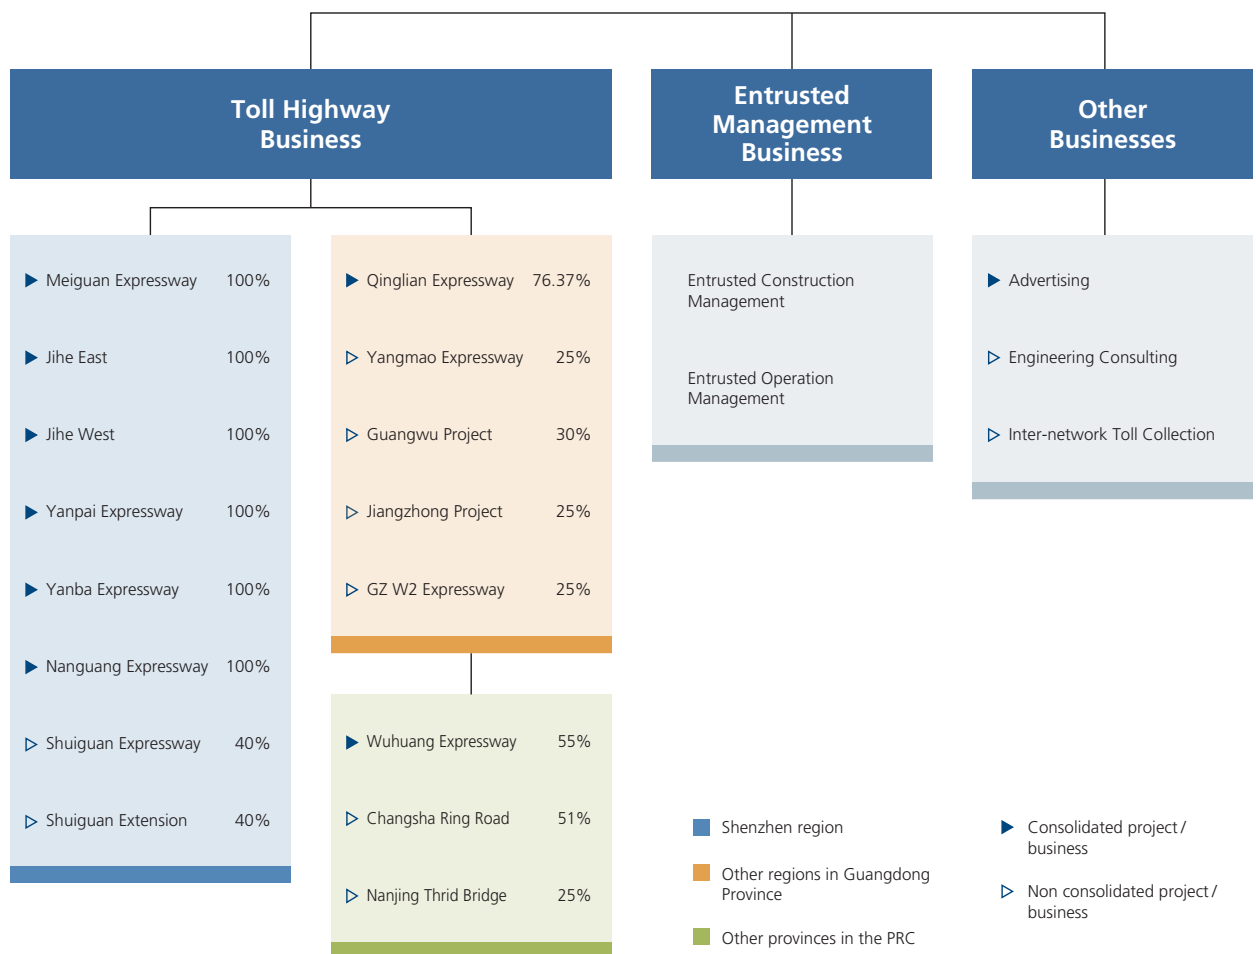 Toll Highway
Business
Entrusted
Management
Business
Other
Businesses
Meiguan Expressway 100%
Jihe East 100%
Jihe West 100%
Yanpai Expressway 100%
Yanba Expressway 100%
Nanguang Expressway 100%
Shuiguan Expressway 40%
Shuiguan Extension 40%
Qinglian Expressway 76.37%
Yangmao Expressway 25%
Guangwu Project 30%
Jiangzhong Project 25%
GZ W2 Expressway 25%
Wuhuang Expressway 55%
Changsha Ring Road 51%
Nanjing Thrid Bridge 25%
Entrusted Construction
Management
Entrusted Operation
Management
Advertising
Engineering Consulting
Inter-network Toll Collection
Shenzhen region
Other regions in Guangdong
Province
Other provinces in the PRC
Consolidated project/
business
Non consolidated project/
business